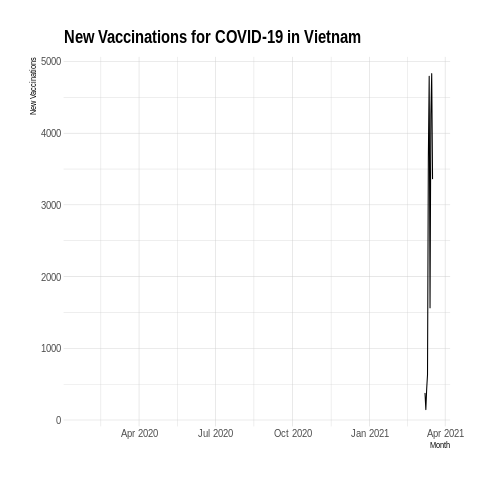 New Vaccinations for COVID-19 in Vietnam
New Vaccinations
5000
4000
3000
2000
1000
0
Apr 2020 Jul 2020 Oct 2020 Jan 2021 Apr 2021
Month